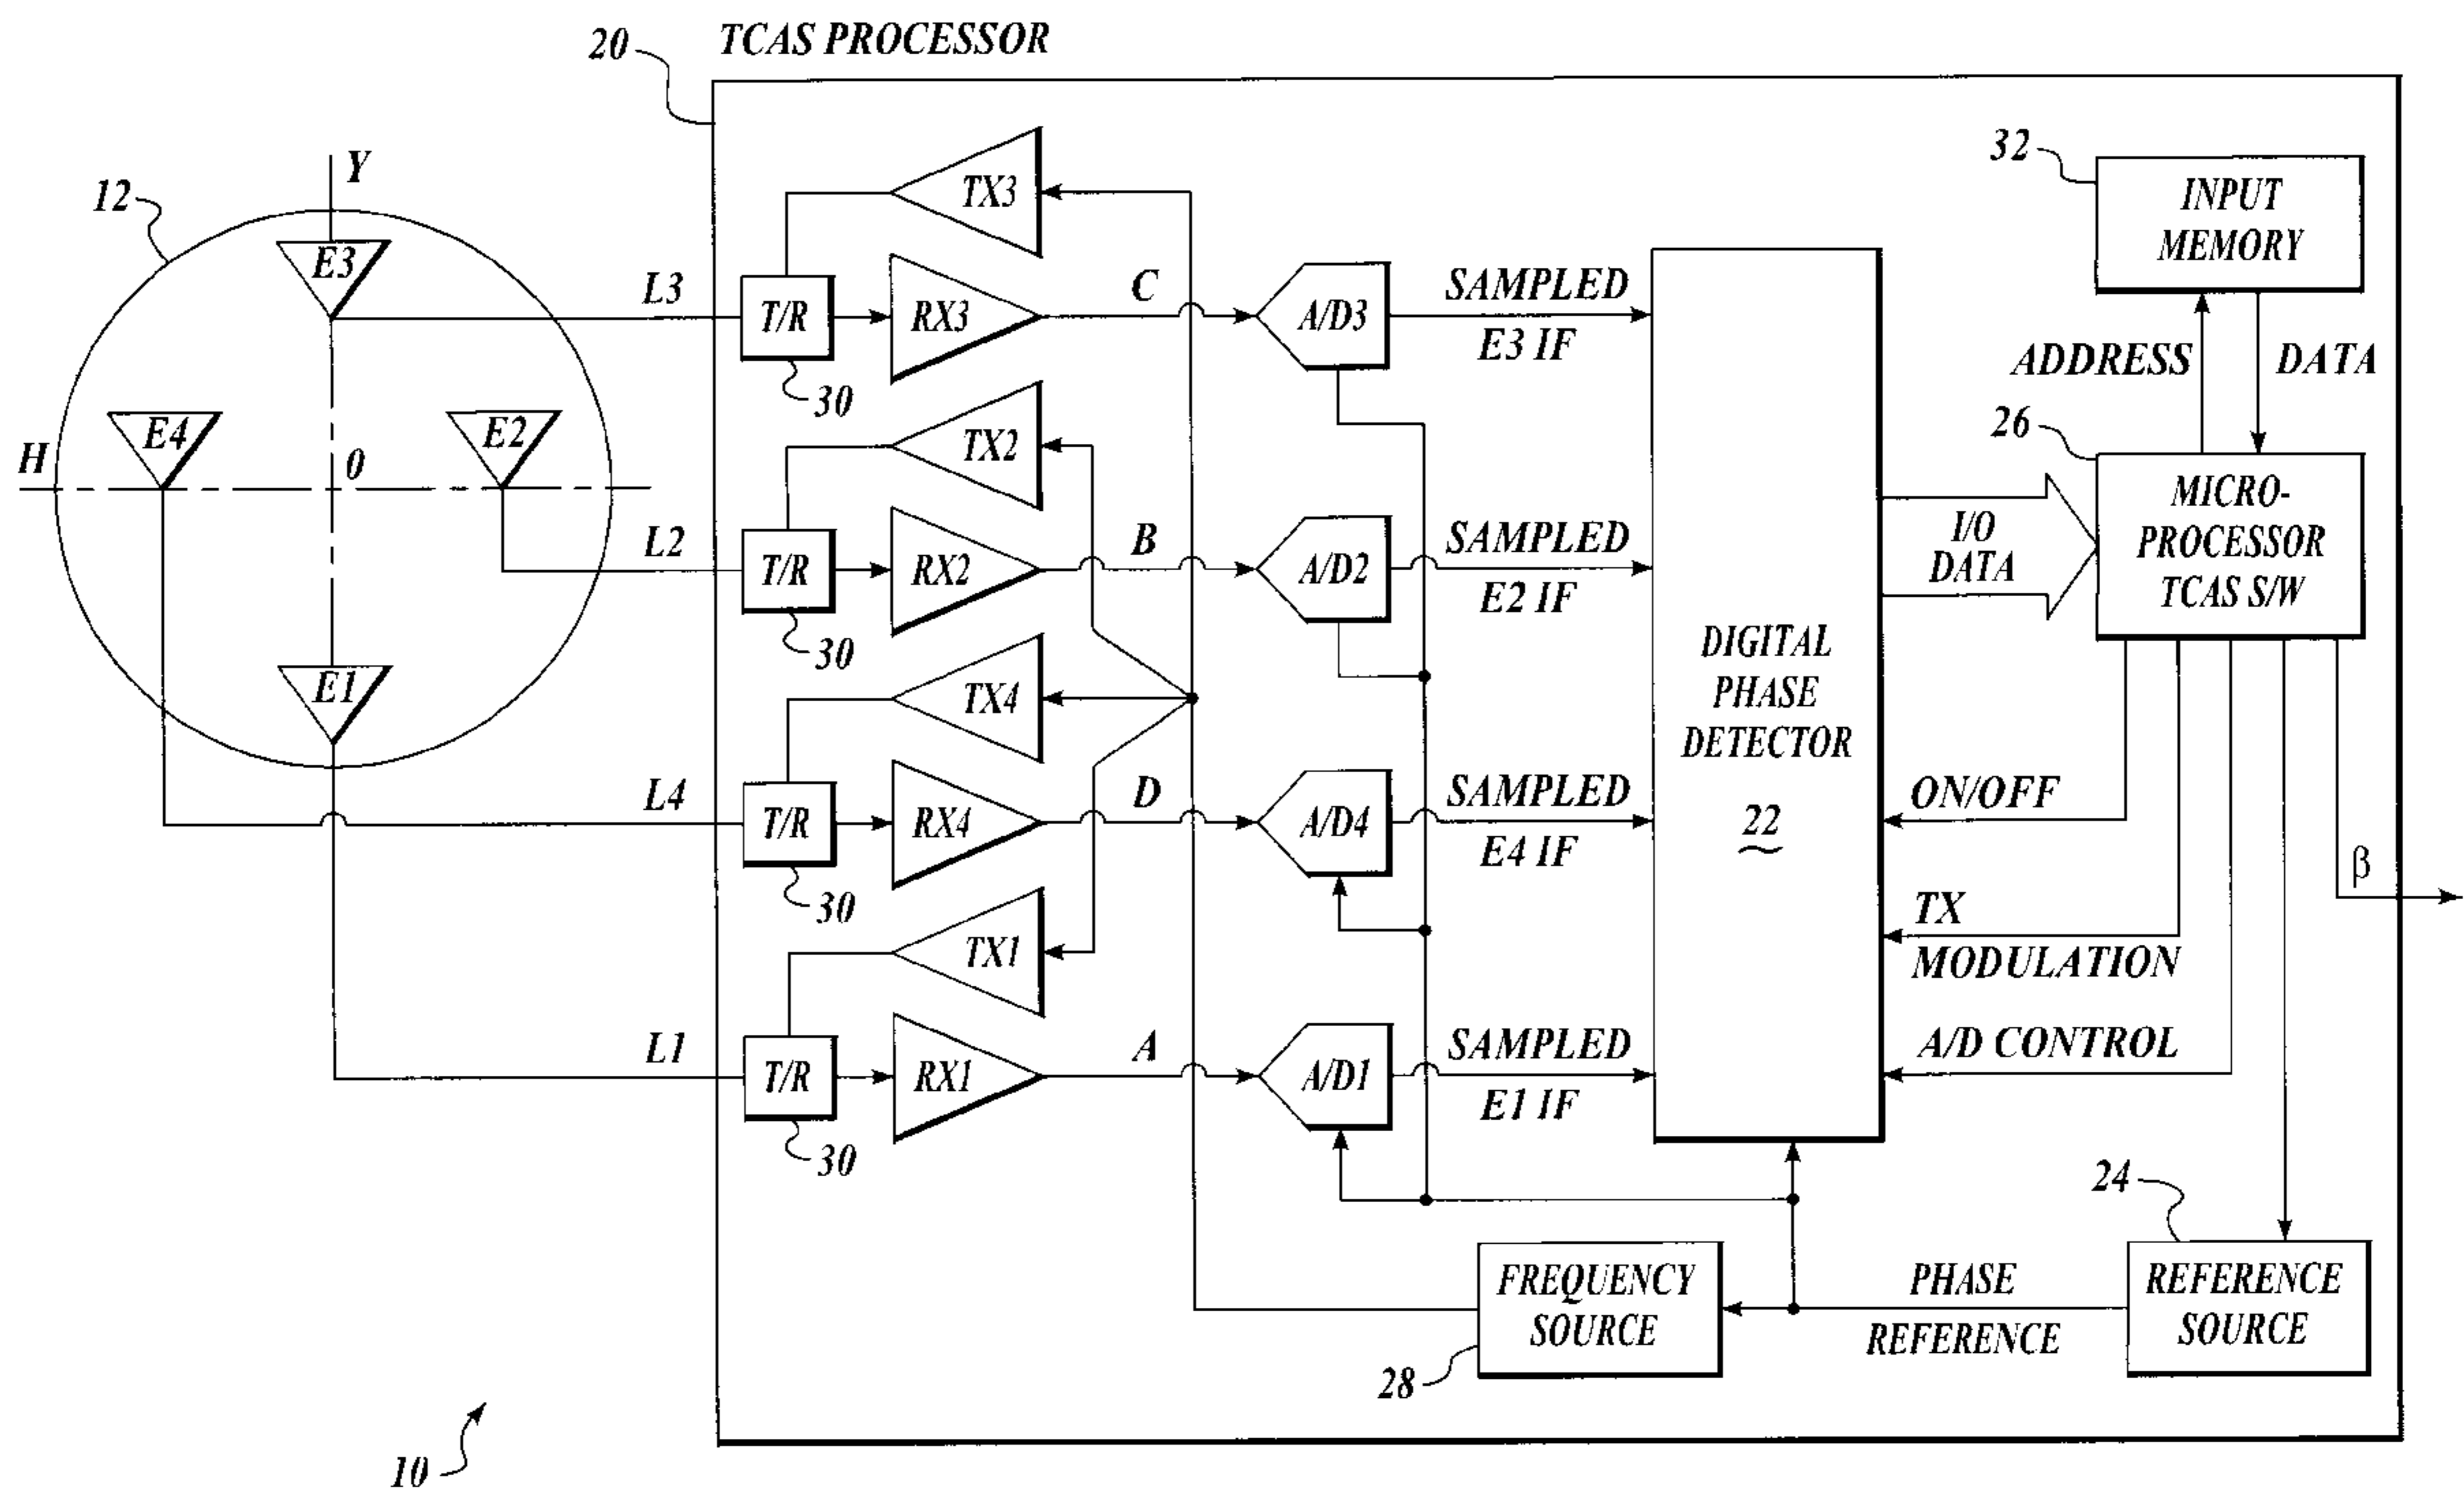 20
TCAS PROCESSOR
12
Y
E3
E4
E2
H
0
E1
L3
L2
L4
L1
T/R
30
TX3
RX3
C
A/D3
SAMPLED
E3 IF
T/R
30
TX2
RX2
B
A/D2
SAMPLED
E2 IF
T/R
30
TX4
RX4
D
A/D4
SAMPLED
E4 IF
T/R
30
TX1
RX1
A
A/D1
SAMPLED
E1 IF
DIGITAL
PHASE
DETECTOR
22
32
INPUT
MEMORY
ADDRESS
DATA
26
MICRO-
PROCESSOR
TCAS S/W
I/O
DATA
ON/OFF
TX
MODULATION
A/D CONTROL
β
24
REFERENCE
SOURCE
PHASE
REFERENCE
FREQUENCY
SOURCE
28
10